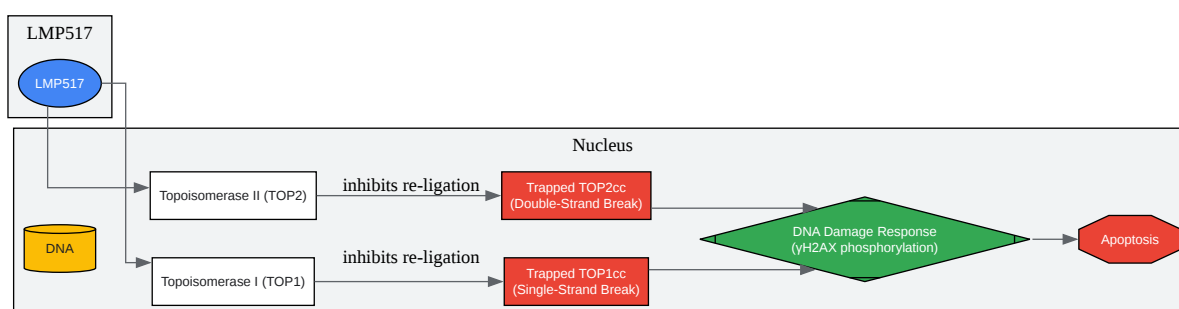 LMP517
LMP517
Nucleus
Topoisomerase II (TOP2)
inhibits re-ligation
Trapped TOP2cc
(Double-Strand Break)
DNA
DNA Damage Response
(γH2AX phosphorylation)
Apoptosis
Topoisomerase I (TOP1)
inhibits re-ligation
Trapped TOP1cc
(Single-Strand Break)